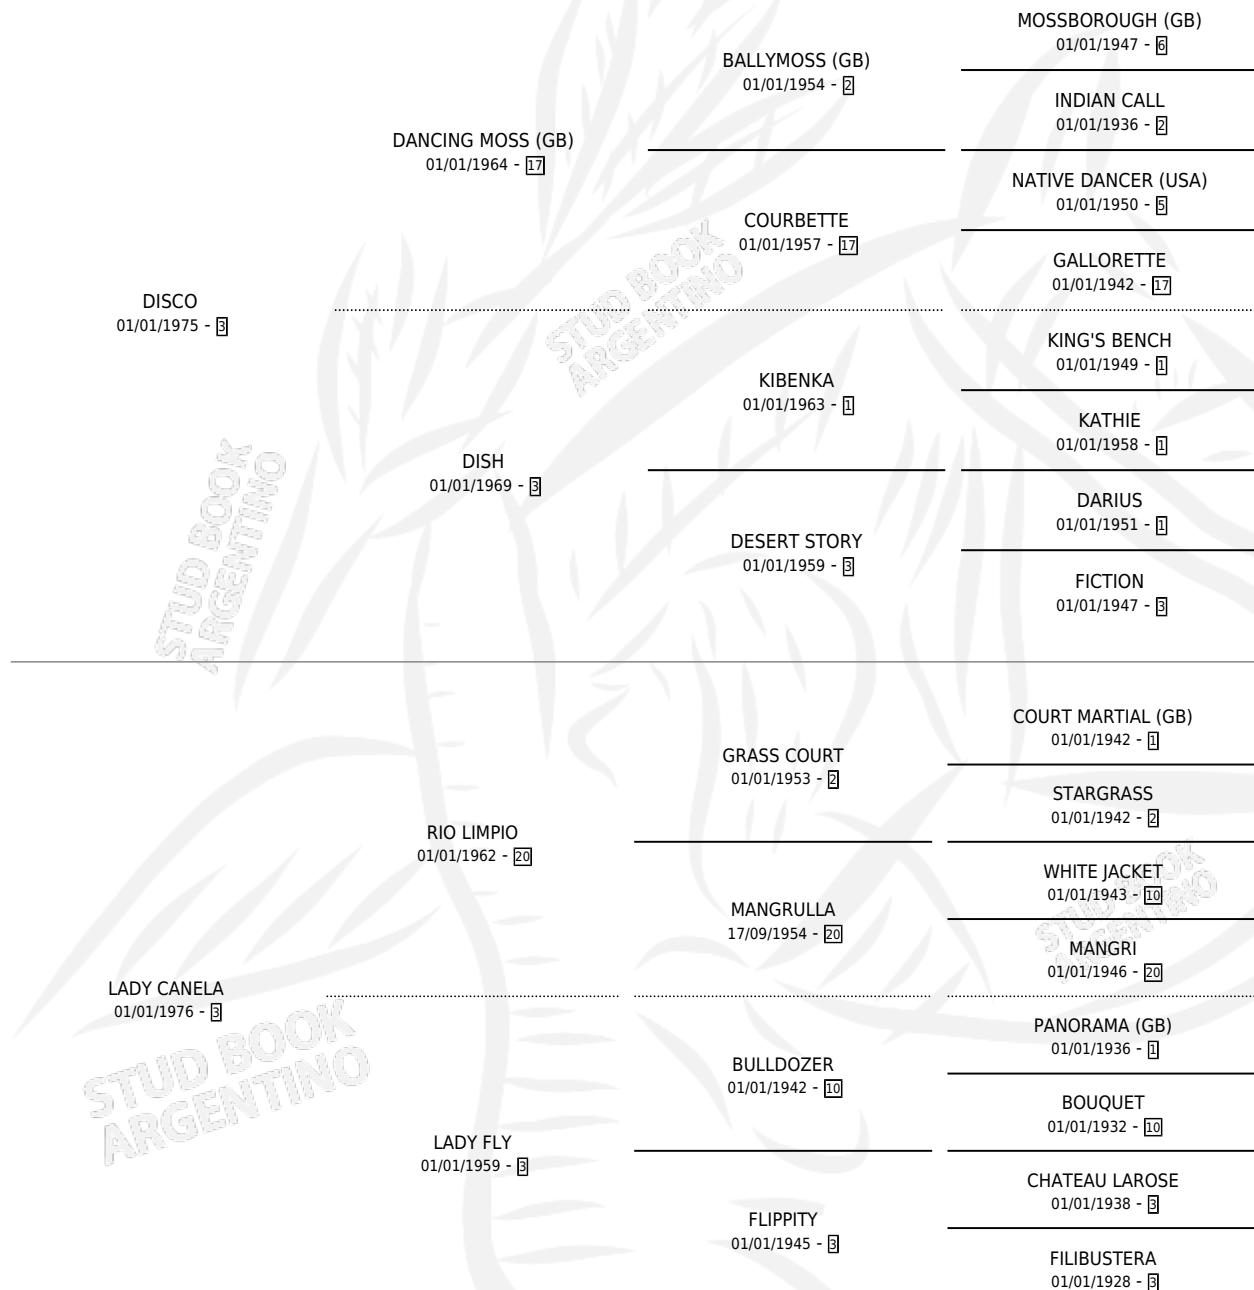 MOSSBOROUGH (GB)
01/01/1947 - 6
BALLYMOSS (GB)
01/01/1954 - 2
INDIAN CALL
01/01/1936 - 2
DANCING MOSS (GB)
01/01/1964 - 17
NATIVE DANCER (USA)
01/01/1950 - 5
COURBETTE
01/01/1957 - 17
GALLORETTE
01/01/1942 - 17
DISCO
01/01/1975 - 3
KING'S BENCH
01/01/1949 - 1
KIBENKA
01/01/1963 - 1
KATHIE
01/01/1958 - 1
DISH
01/01/1969 - 3
DARIUS
01/01/1951 - 1
DESERT STORY
01/01/1959 - 3
FICTION
01/01/1947 - 3
COURT MARTIAL (GB)
01/01/1942 - 1
GRASS COURT
01/01/1953 - 2
STARGRASS
01/01/1942 - 2
RIO LIMPIO
01/01/1962 - 20
WHITE JACKET
01/01/1943 - 10
MANGRULLA
17/09/1954 - 20
MANGRI
01/01/1946 - 20
LADY CANELA
01/01/1976 - 3
PANORAMA (GB)
01/01/1936 - 1
BULLDOZER
01/01/1942 - 10
BOUQUET
01/01/1932 - 10
LADY FLY
01/01/1959 - 3
CHATEAU LAROSE
01/01/1938 - 3
FLIPPITY
01/01/1945 - 3
FILIBUSTERA
01/01/1928 - 3
STUD BOOK
ARGENTINO
STUD BOOK
ARGENTINO
STUD BOOK
ARGENTINO
STUD BOOK
ARGENTINO